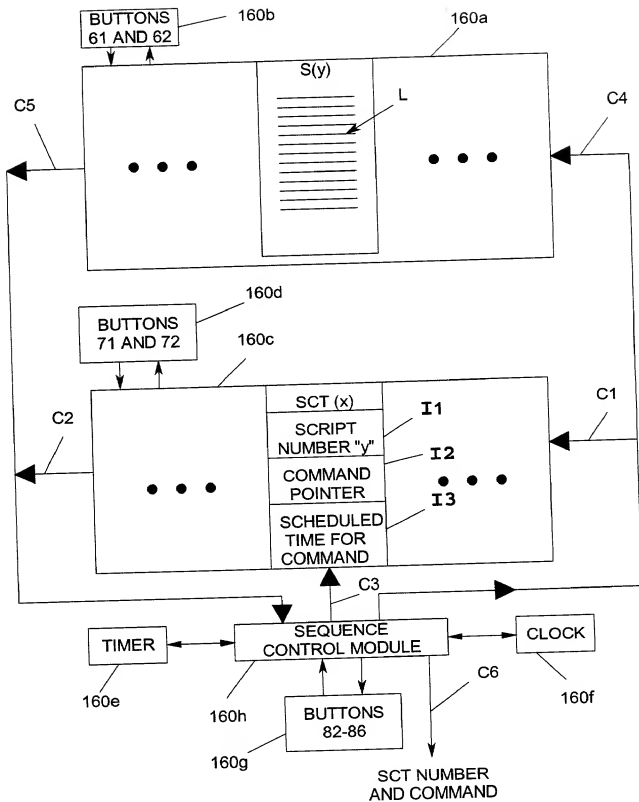 BUTTONS
61 AND 62
160b
160a
S(y)
L
C5
C4
BUTTONS
71 AND 72
160d
160c
SCT (x)
SCRIPT
NUMBER "y"
I1
COMMAND
POINTER
I2
SCHEDULED
TIME FOR
COMMAND
I3
C2
C1
C3
TIMER
SEQUENCE
CONTROL MODULE
CLOCK
160e
160h
160f
C6
BUTTONS
82-86
160g
SCT NUMBER
AND COMMAND